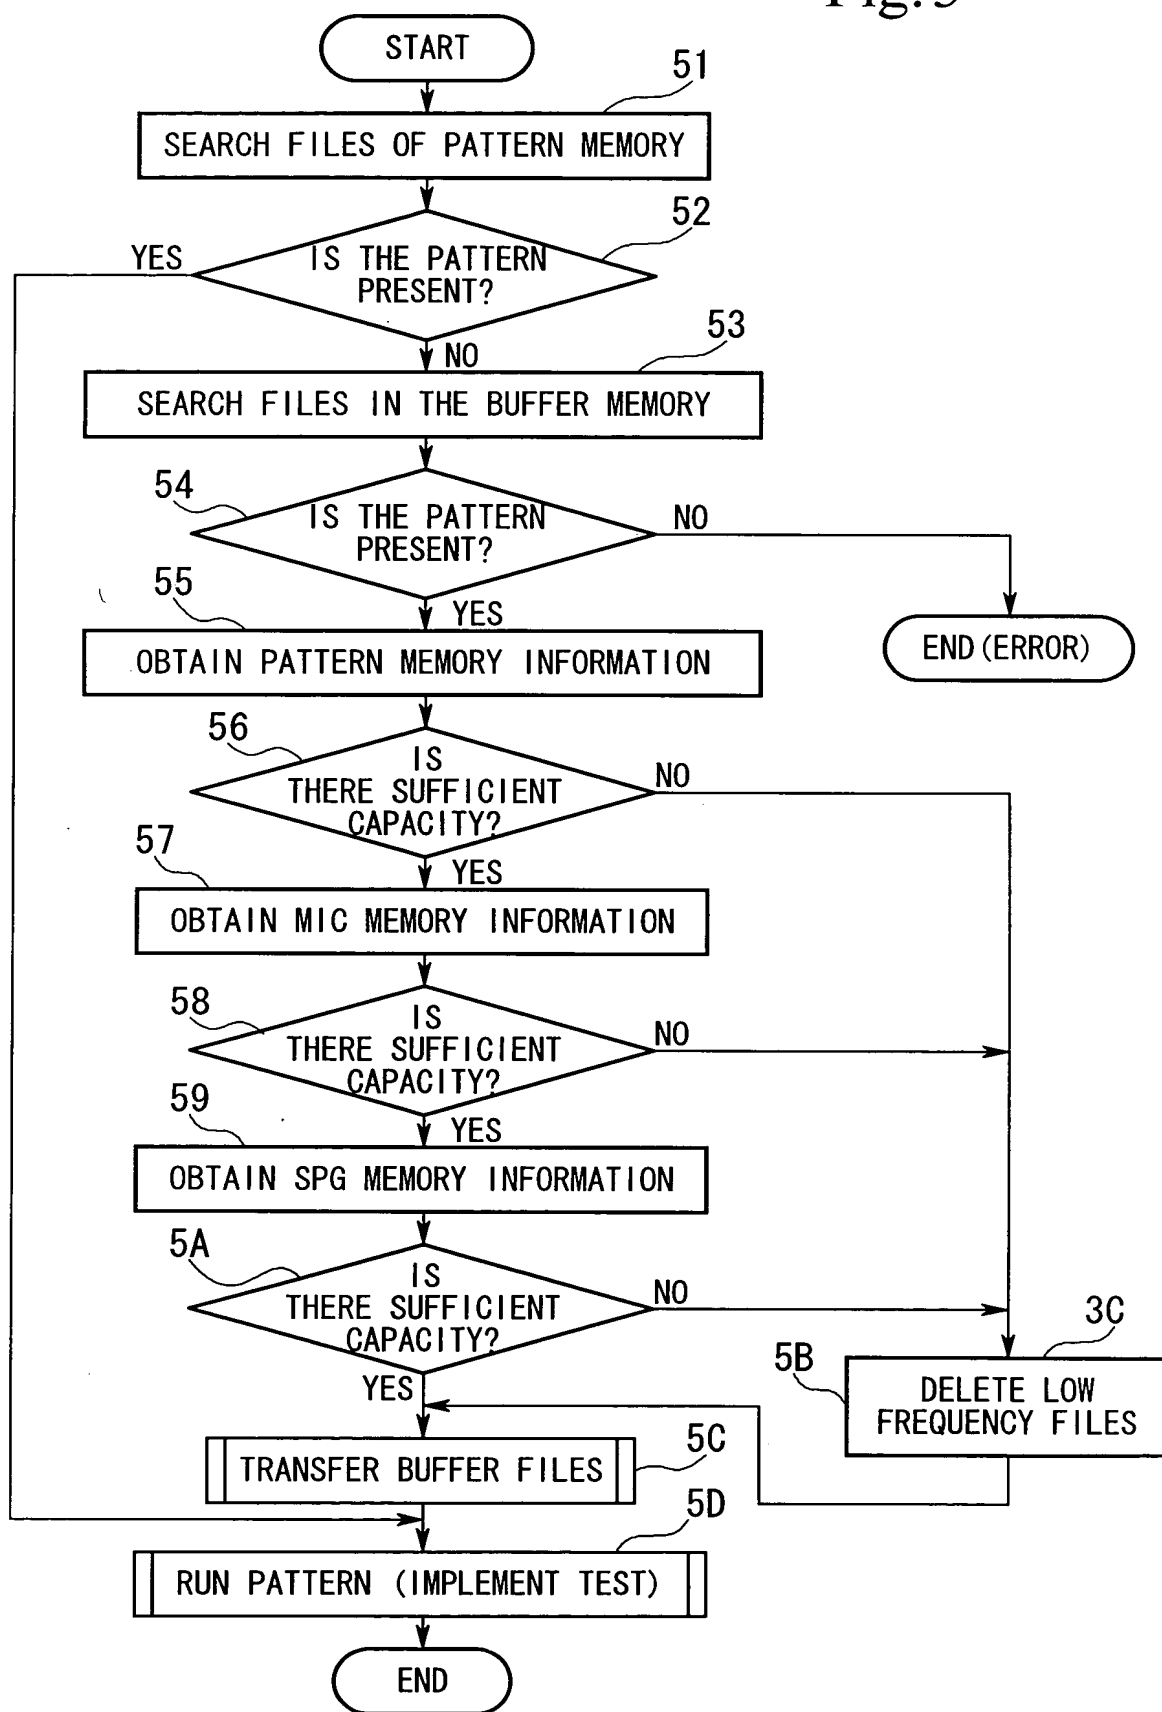 Fig. 5
START
51
SEARCH FILES OF PATTERN MEMORY
52
YES
IS THE PATTERN
PRESENT?
53
NO
SEARCH FILES IN THE BUFFER MEMORY
54
IS THE PATTERN
PRESENT?
NO
55
YES
OBTAIN PATTERN MEMORY INFORMATION
END (ERROR)
56
IS
THERE SUFFICIENT
CAPACITY?
NO
57
YES
OBTAIN MIC MEMORY INFORMATION
58
IS
THERE SUFFICIENT
CAPACITY?
NO
59
YES
OBTAIN SPG MEMORY INFORMATION
5A
IS
THERE SUFFICIENT
CAPACITY?
NO
3C
5B
DELETE LOW
FREQUENCY FILES
YES
5C
TRANSFER BUFFER FILES
5D
RUN PATTERN (IMPLEMENT TEST)
END